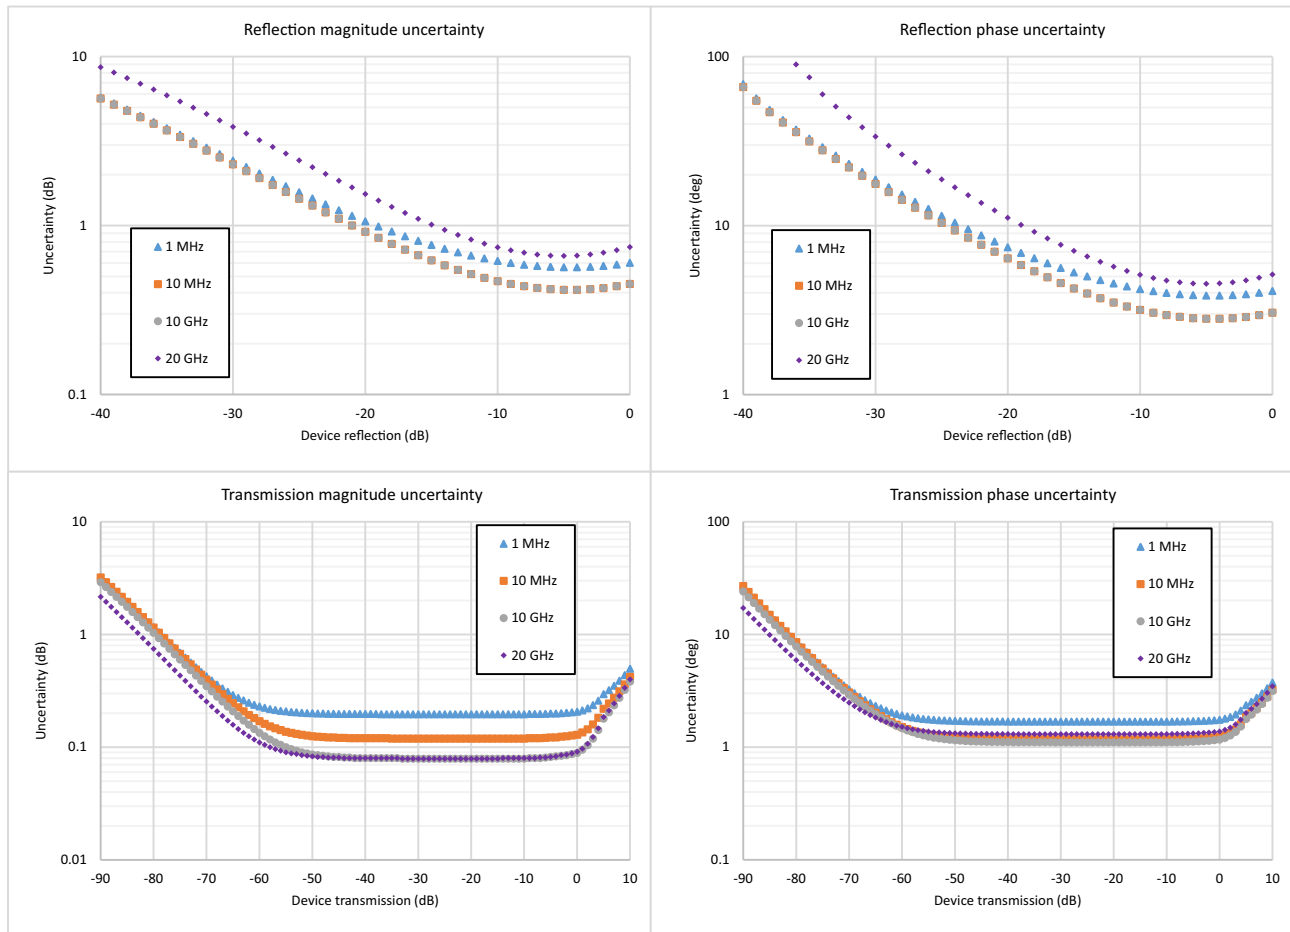 Reflection magnitude uncertainty
10
1
0.1
Uncertainty (dB)
1 MHz
10 MHz
10 GHz
20 GHz
-40 -30 -20 -10 0
Device reflection (dB)
Reflection phase uncertainty
100
10
1
Uncertainty (deg)
1 MHz
10 MHz
10 GHz
20 GHz
-40 -30 -20 -10 0
Device reflection (dB)
Transmission magnitude uncertainty
10
1
0.1
0.01
Uncertainty (dB)
1 MHz
10 MHz
10 GHz
20 GHz
-90 -80 -70 -60 -50 -40 -30 -20 -10 0 10
Device transmission (dB)
Transmission phase uncertainty
100
10
1
0.1
Uncertainty (deg)
1 MHz
10 MHz
10 GHz
20 GHz
-90 -80 -70 -60 -50 -40 -30 -20 -10 0 10
Device transmission (dB)